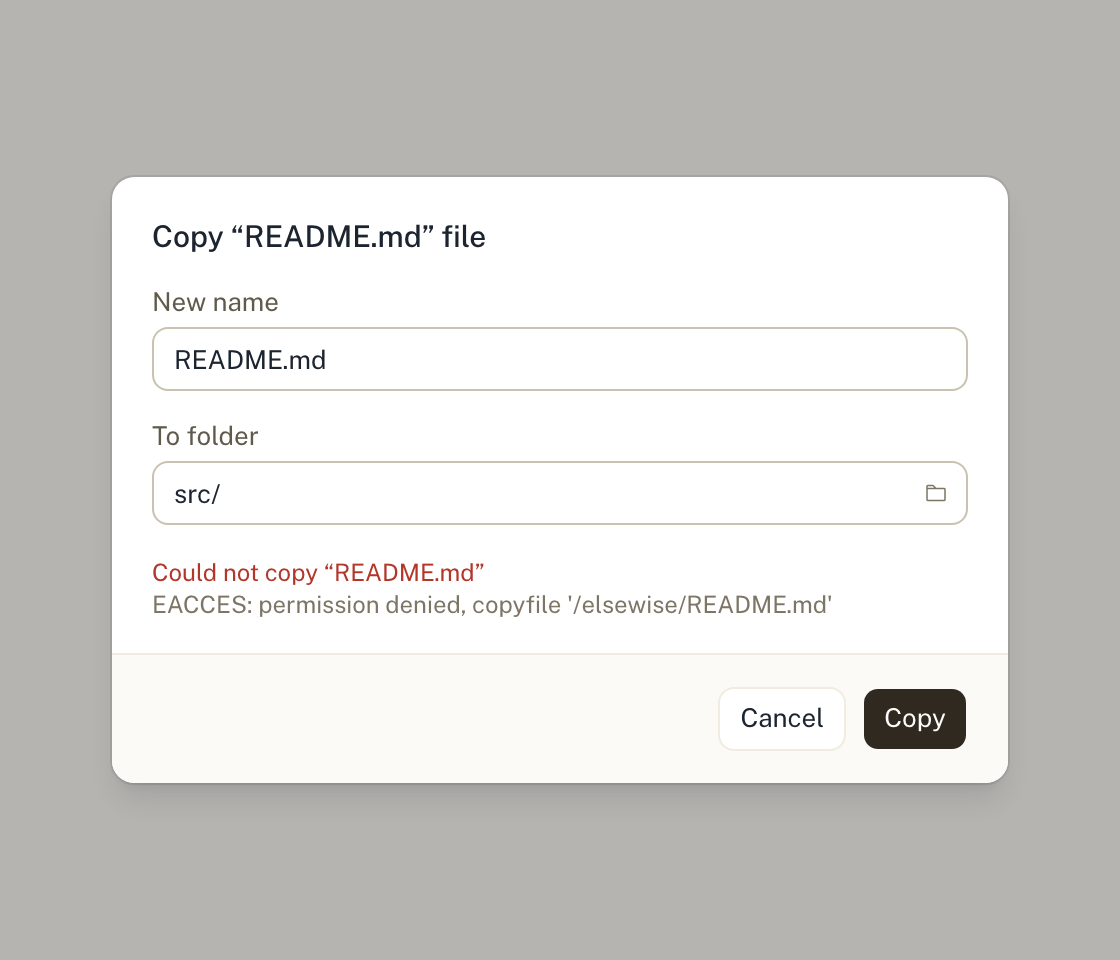 Copy “README.md” file
New name
README.md
To folder
src/
Could not copy “README.md”
EACCES: permission denied, copyfile '/elsewise/README.md'
Cancel
Copy